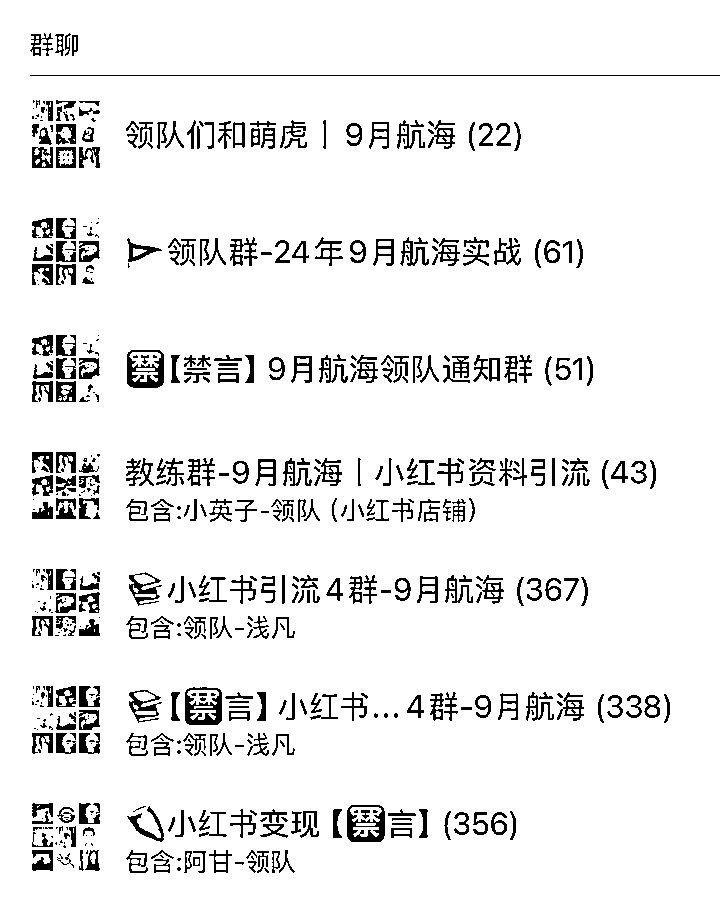 群聊
领队们和萌虎｜9月航海 (22)
领队群-24年9月航海实战 (61)
🈲【禁言】9月航海领队通知群 (51)
教练群-9月航海｜小红书资料引流 (43)
包含:小英子-领队（小红书店铺）
📚小红书引流4群-9月航海 (367)
包含:领队-浅凡
📚【🈲言】小红书...4群-9月航海 (338)
包含:领队-浅凡
小红书变现【🈲言】(356)
包含:阿甘-领队